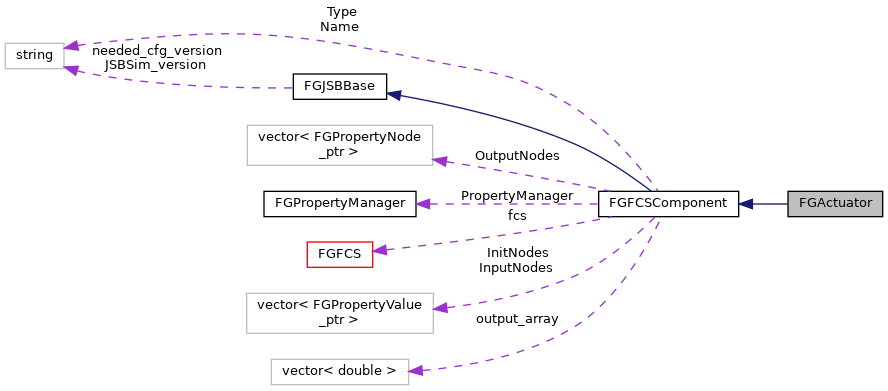 Type
Name
string
needed_cfg_version
JSBSim_version
FGJSBBase
vector< FGPropertyNode
_ptr >
OutputNodes
FGPropertyManager
PropertyManager
fcs
FGFCSComponent
FGActuator
FGFCS
InitNodes
InputNodes
vector< FGPropertyValue
_ptr >
output_array
vector< double >